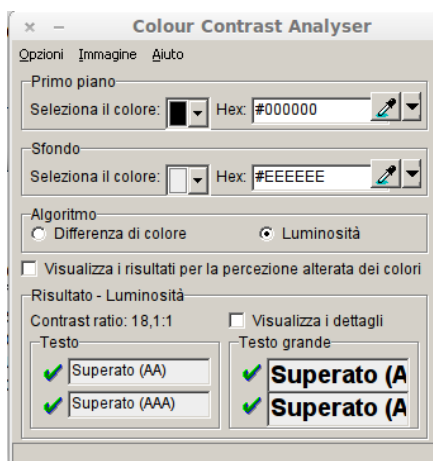 Colour Contrast Analyser
Opzioni Immagine Aiuto
Primo piano
Seleziona il colore: Hex: #000000
Sfondo
Seleziona il colore: Hex: #EEEEEE
Algoritmo
Differenza di colore Luminosità
Visualizza i risultati per la percezione alterata dei colori
Risultato - Luminosità
Contrast ratio: 18,1:1 Visualizza i dettagli
Testo Testo grande
Superato (AA) Superato (A
Superato (AAA) Superato (A